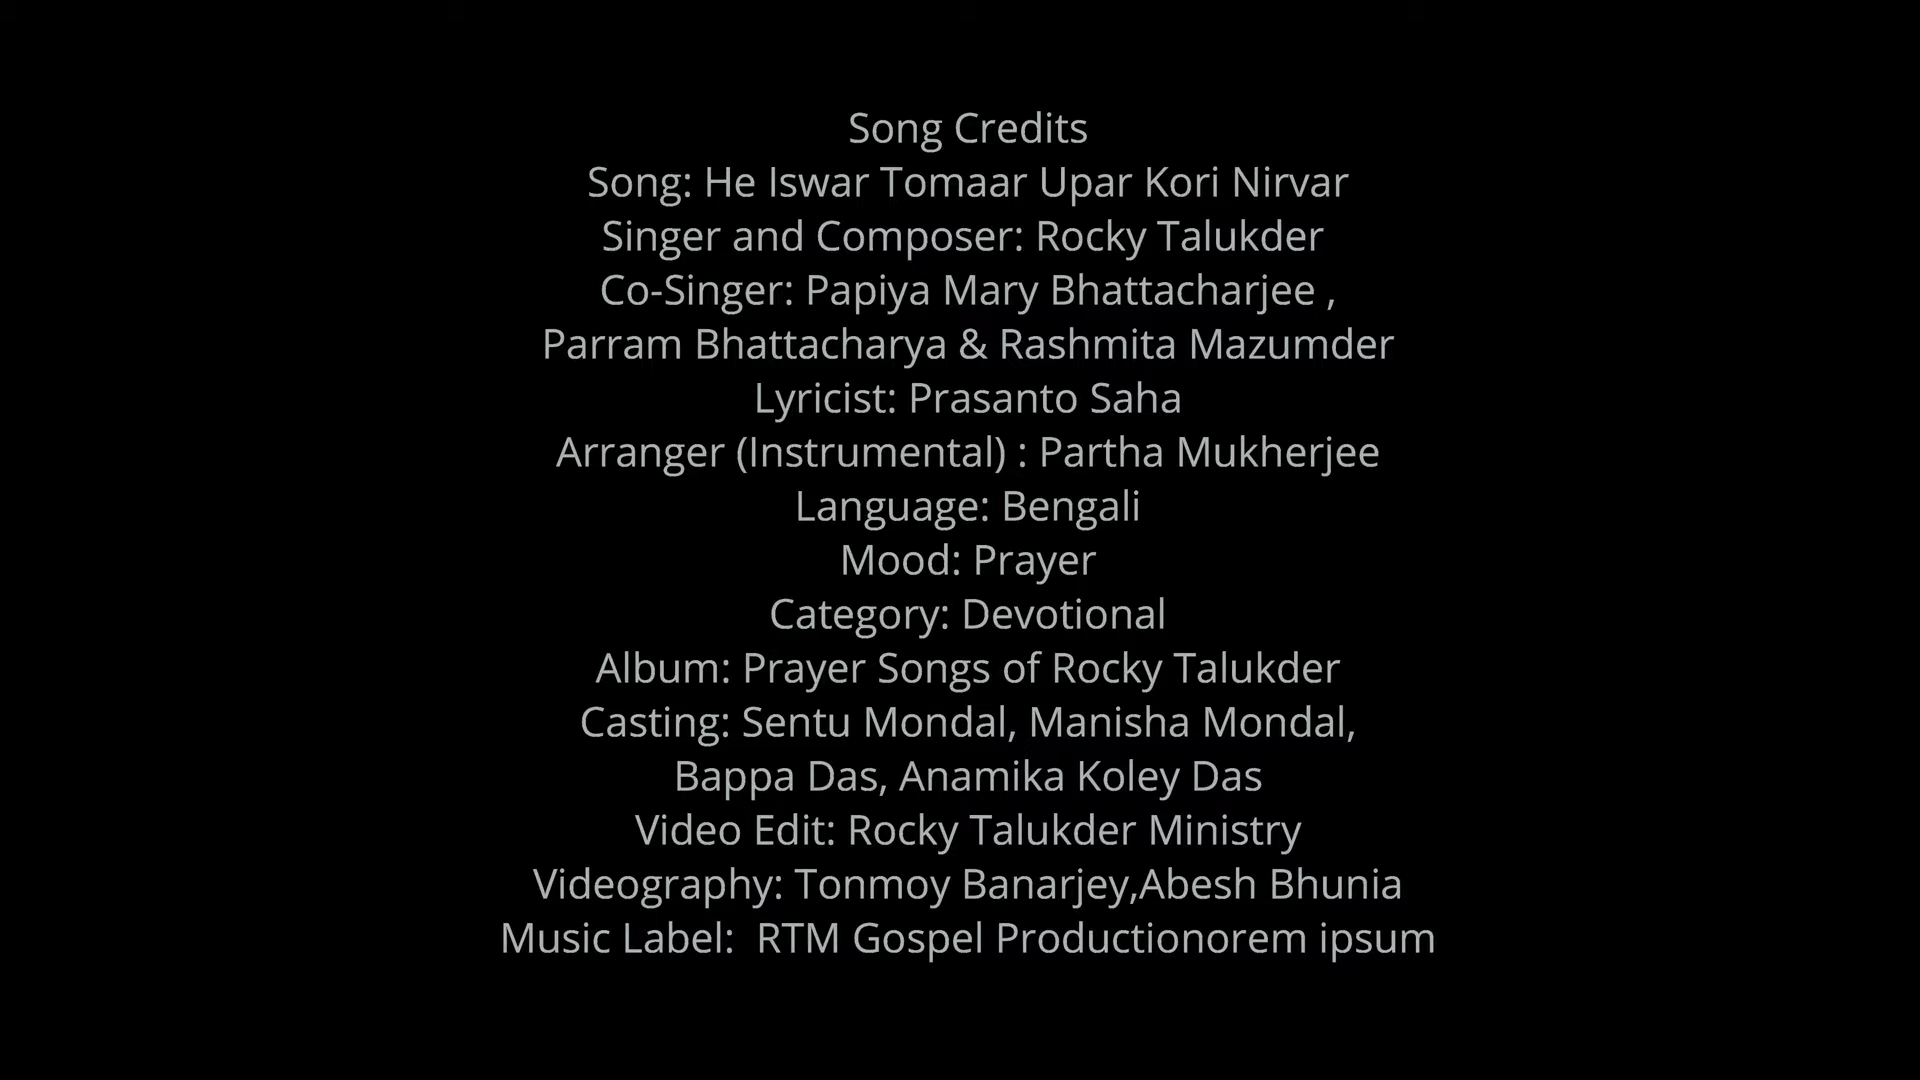 Song Credits
Song: He Iswar Tomaar Upar Kori Nirvar
Singer and Composer: Rocky Talukder
Co-Singer: Papiya Mary Bhattacharjee ,
Parram Bhattacharya & Rashmita Mazumder
Lyricist: Prasanto Saha
Arranger (Instrumental) : Partha Mukherjee
Language: Bengali
Mood: Prayer
Category: Devotional
Album: Prayer Songs of Rocky Talukder
Casting: Sentu Mondal, Manisha Mondal,
Bappa Das, Anamika Koley Das
Video Edit: Rocky Talukder Ministry
Videography: Tonmoy Banarjey,Abesh Bhunia
Music Label:  RTM Gospel Productionorem ipsum